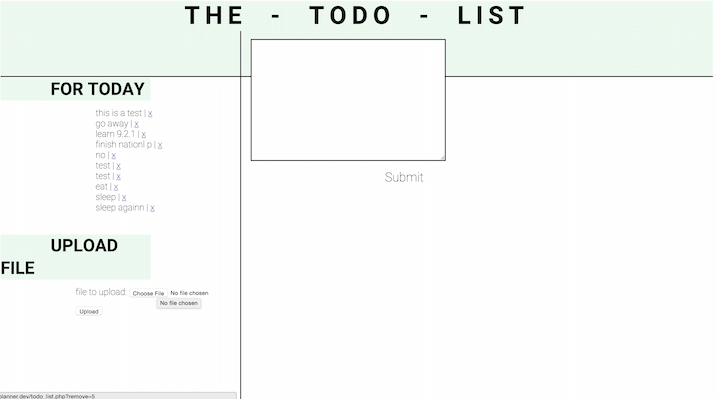 THE - TODO - LIST
FOR TODAY
this is a test | x
go away | x
learn 9.2.1 | x
finish nationl p | x
no | x
test | x
test | x
eat | x
sleep | x
sleep againn | x
Submit
UPLOAD
FILE
file to upload: Choose File No file chosen
No file chosen
Upload
planner.dev/todo_list.php?remove=5